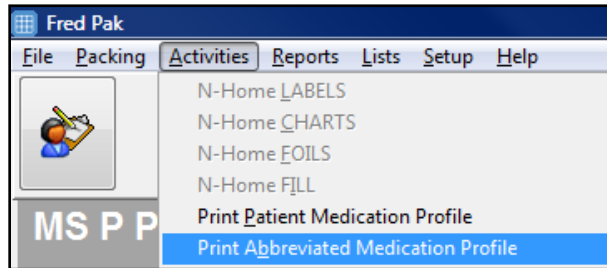 Fred Pak
File Packing Activities Reports Lists Setup Help
N-Home LABELS
N-Home CHARTS
N-Home FOILS
N-Home FILL
Print Patient Medication Profile
MS P P
Print Abbreviated Medication Profile